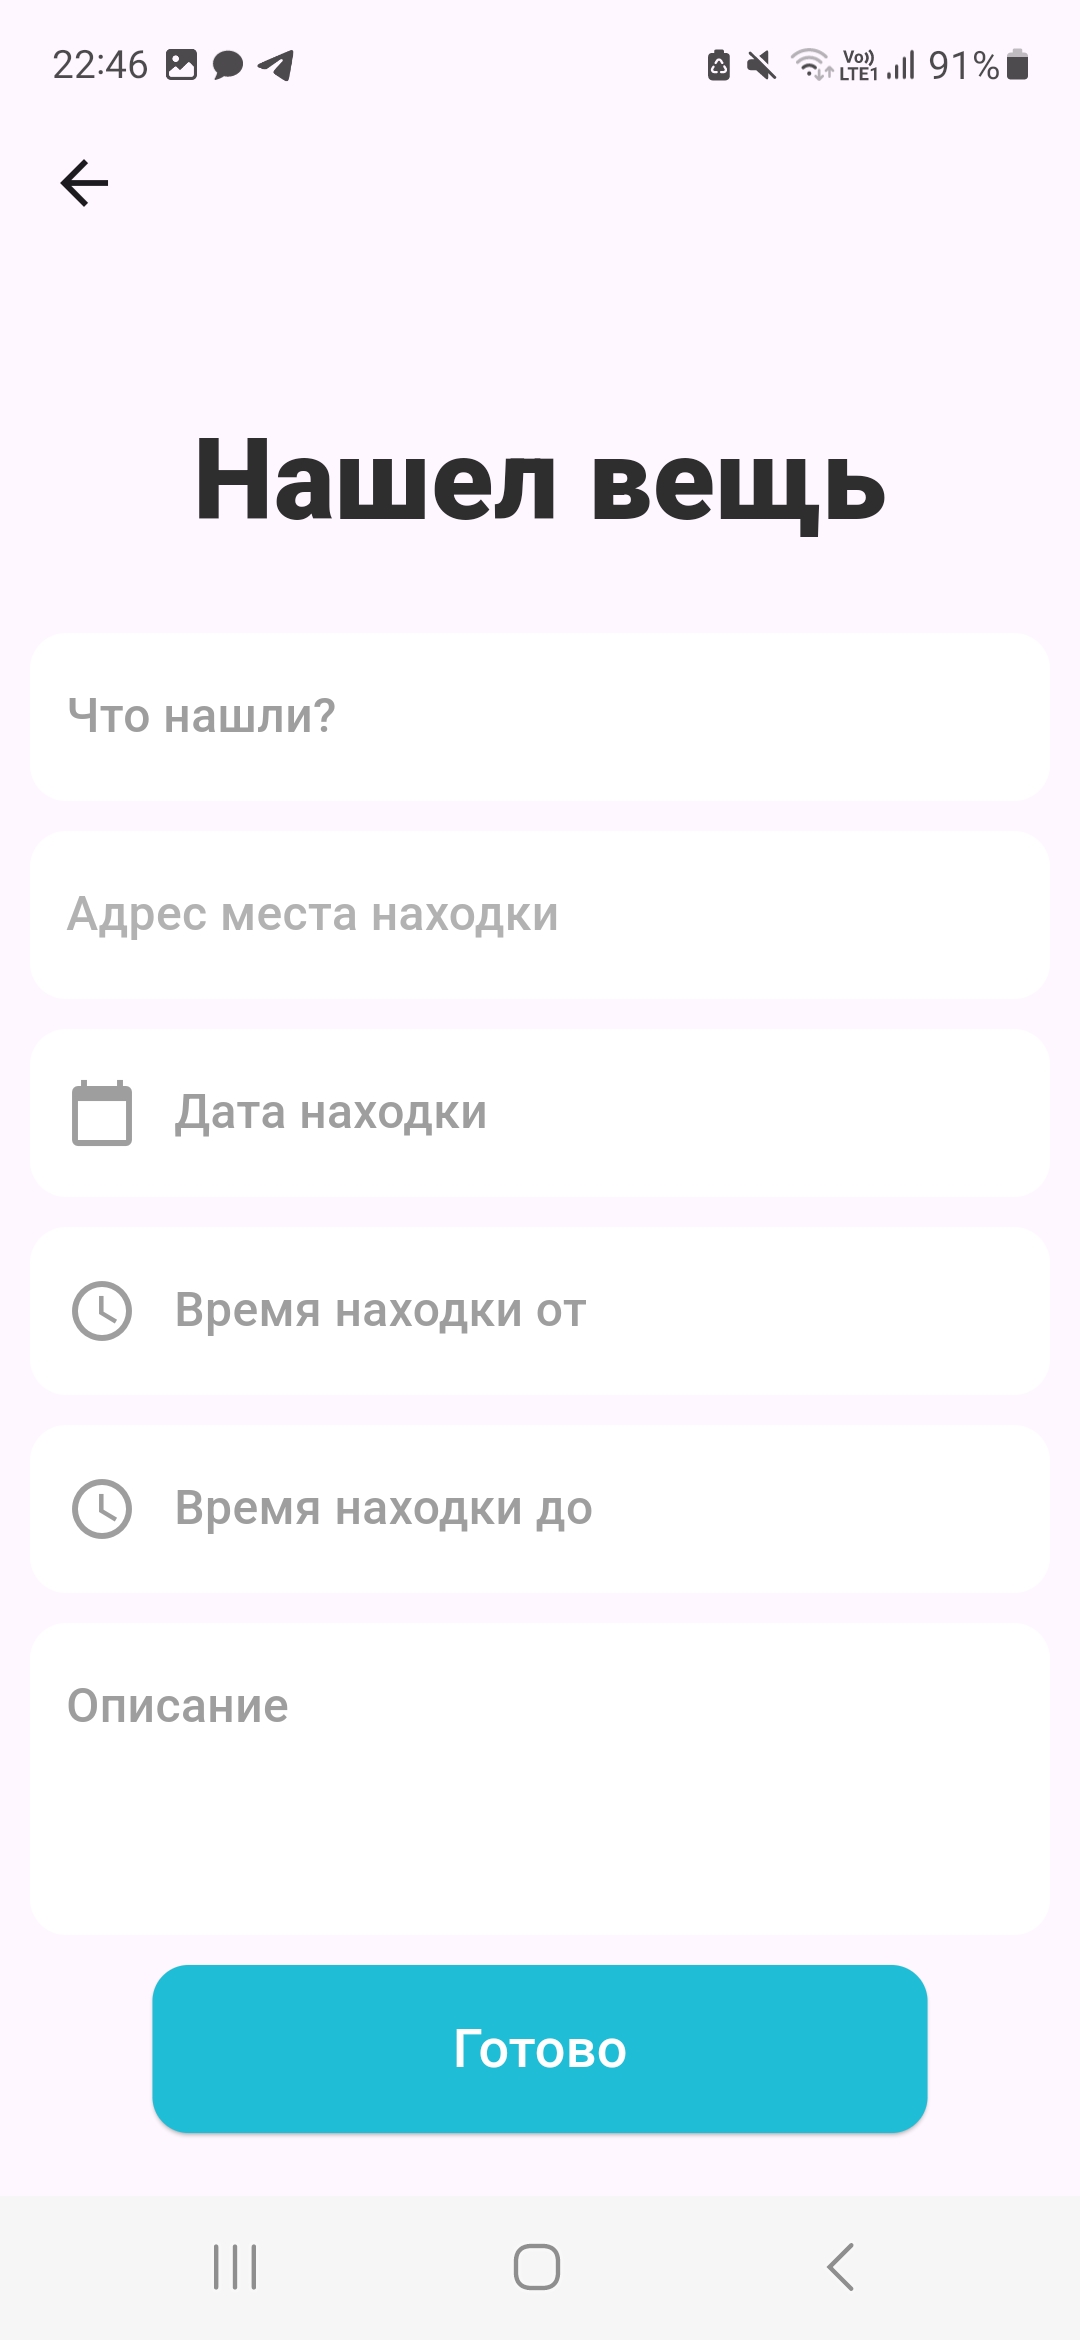 22:46 Vo)) LTE1 91%
Нашел вещь
Что нашли?
Адрес места находки
Дата находки
Время находки от
Время находки до
Описание
Готово